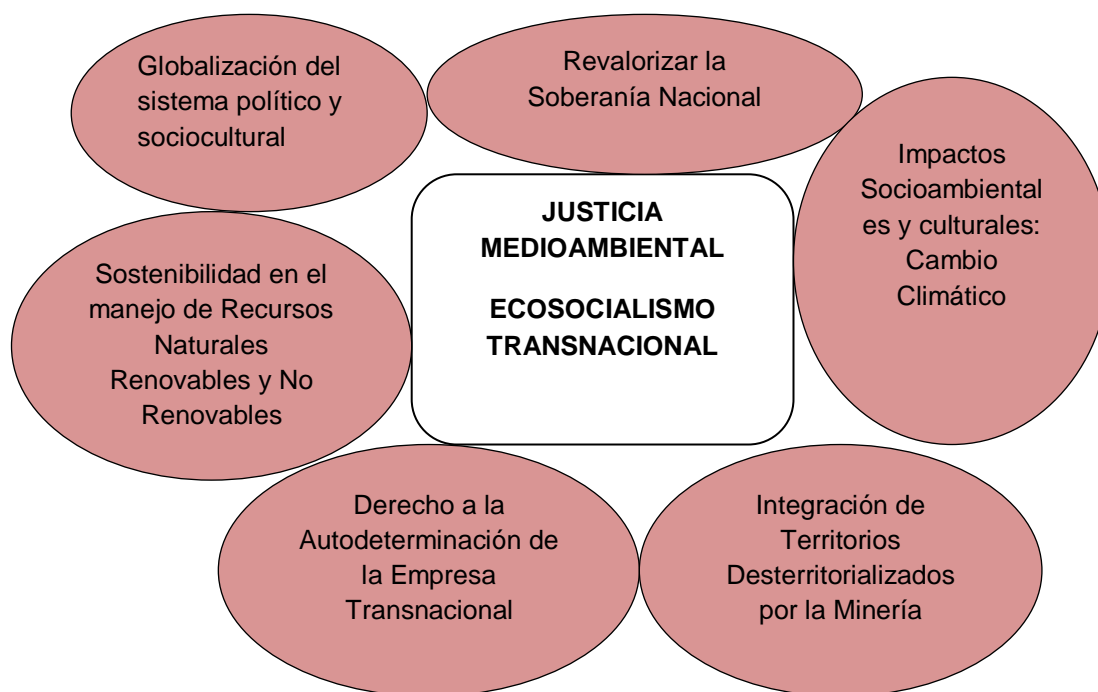 Globalización del
sistema político y
sociocultural
Revalorizar la
Soberanía Nacional
Impactos
Socioambiental
es y culturales:
Cambio
Climático
JUSTICIA
MEDIOAMBIENTAL
ECOSOCIALISMO
TRANSNACIONAL
Sostenibilidad en el
manejo de Recursos
Naturales
Renovables y No
Renovables
Derecho a la
Autodeterminación de
la Empresa
Transnacional
Integración de
Territorios
Desterritorializados
por la Minería